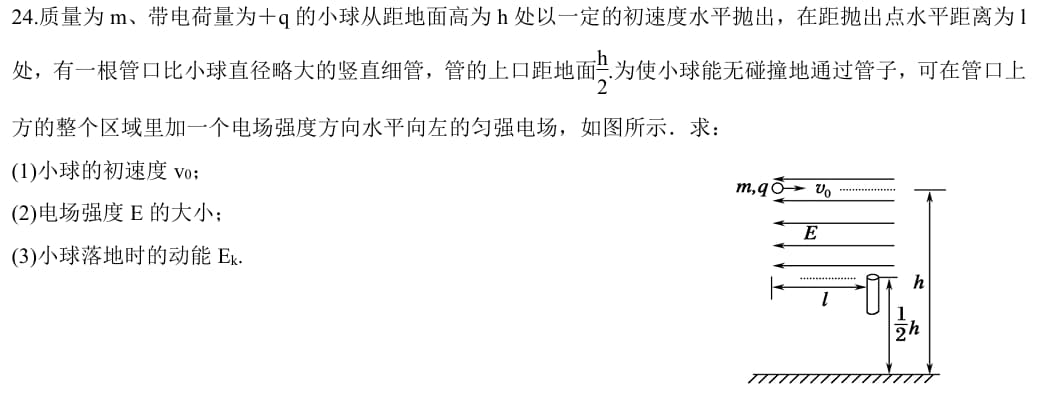 24.质量为 m、带电荷量为＋q 的小球从距地面高为 h 处以一定的初速度水平抛出，在距抛出点水平距离为 l
处，有一根管口比小球直径略大的竖直细管，管的上口距地面h/2.为使小球能无碰撞地通过管子，可在管口上
方的整个区域里加一个电场强度方向水平向左的匀强电场，如图所示．求：
(1)小球的初速度 v₀；
(2)电场强度 E 的大小；
(3)小球落地时的动能 Eₖ.
m,q v₀
E
h
l
1/2 h